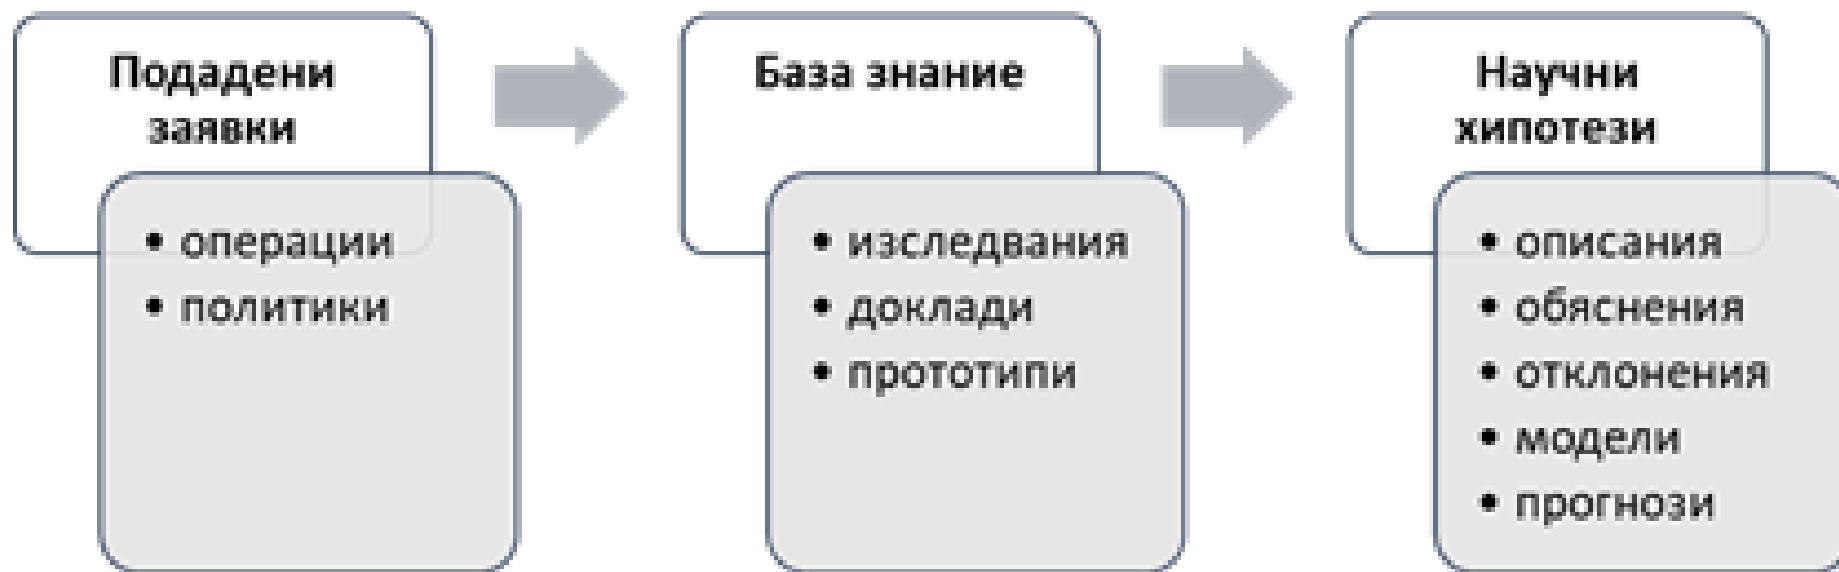 Подадени
заявки
• операции
• политики
База знание
• изследвания
• доклади
• прототипи
Научни
хипотези
• описания
• обяснения
• отклонения
• модели
• прогнози